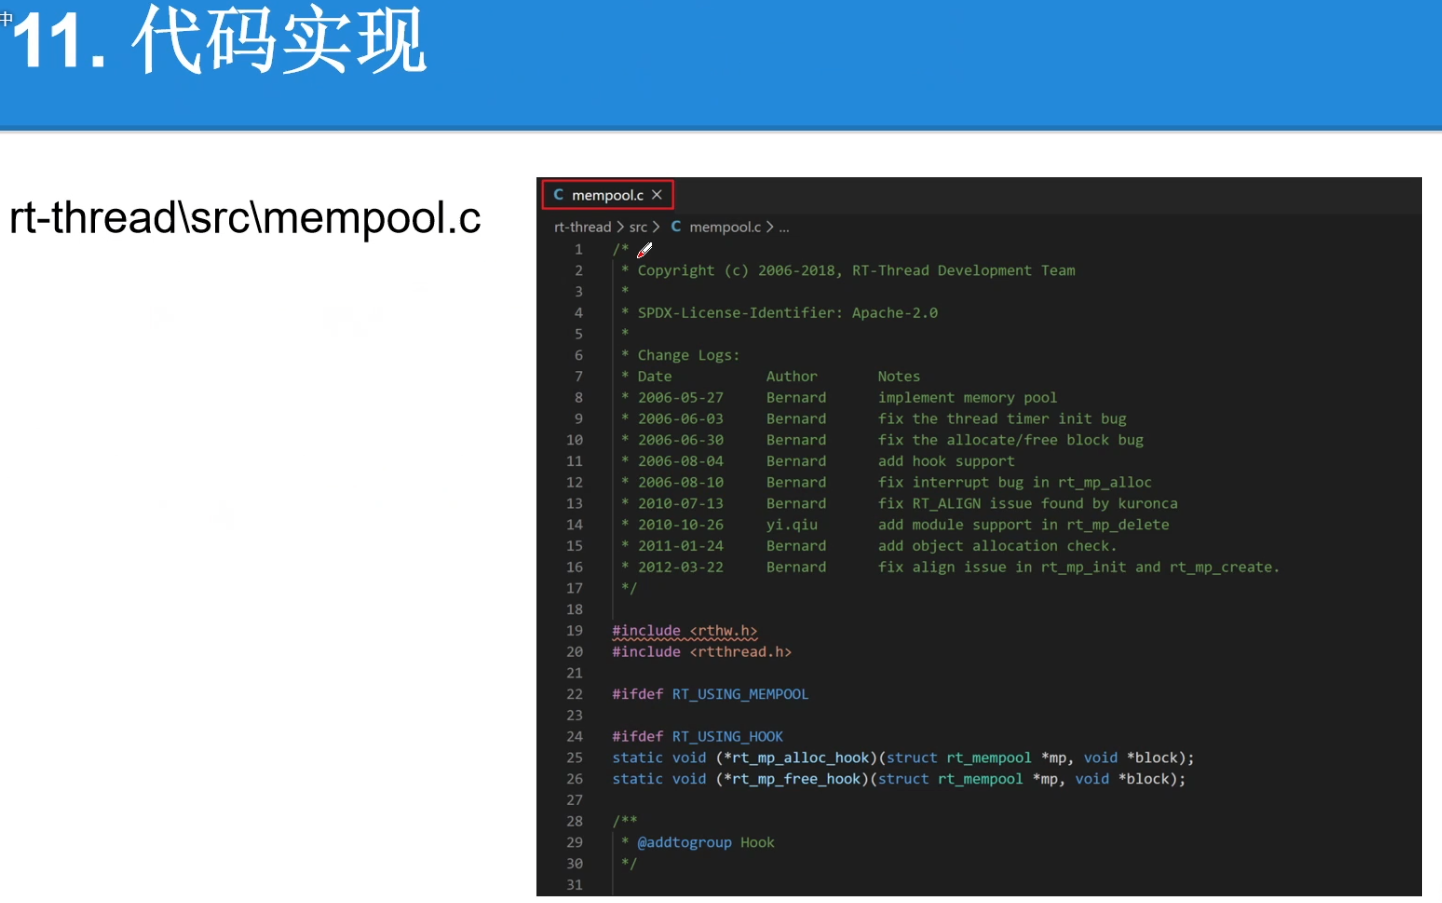 中
11. 代码实现
rt-thread\src\mempool.c
C mempool.c ×
rt-thread > src > C mempool.c > ...
1 /*
2 * Copyright (c) 2006-2018, RT-Thread Development Team
3 *
4 * SPDX-License-Identifier: Apache-2.0
5 *
6 * Change Logs:
7 * Date Author Notes
8 * 2006-05-27 Bernard implement memory pool
9 * 2006-06-03 Bernard fix the thread timer init bug
10 * 2006-06-30 Bernard fix the allocate/free block bug
11 * 2006-08-04 Bernard add hook support
12 * 2006-08-10 Bernard fix interrupt bug in rt_mp_alloc
13 * 2010-07-13 Bernard fix RT_ALIGN issue found by kuronca
14 * 2010-10-26 yi.qiu add module support in rt_mp_delete
15 * 2011-01-24 Bernard add object allocation check.
16 * 2012-03-22 Bernard fix align issue in rt_mp_init and rt_mp_create.
17 */
18
19 #include <rthw.h>
20 #include <rtthread.h>
21
22 #ifdef RT_USING_MEMPOOL
23
24 #ifdef RT_USING_HOOK
25 static void (*rt_mp_alloc_hook)(struct rt_mempool *mp, void *block);
26 static void (*rt_mp_free_hook)(struct rt_mempool *mp, void *block);
27
28 /**
29 * @addtogroup Hook
30 */
31